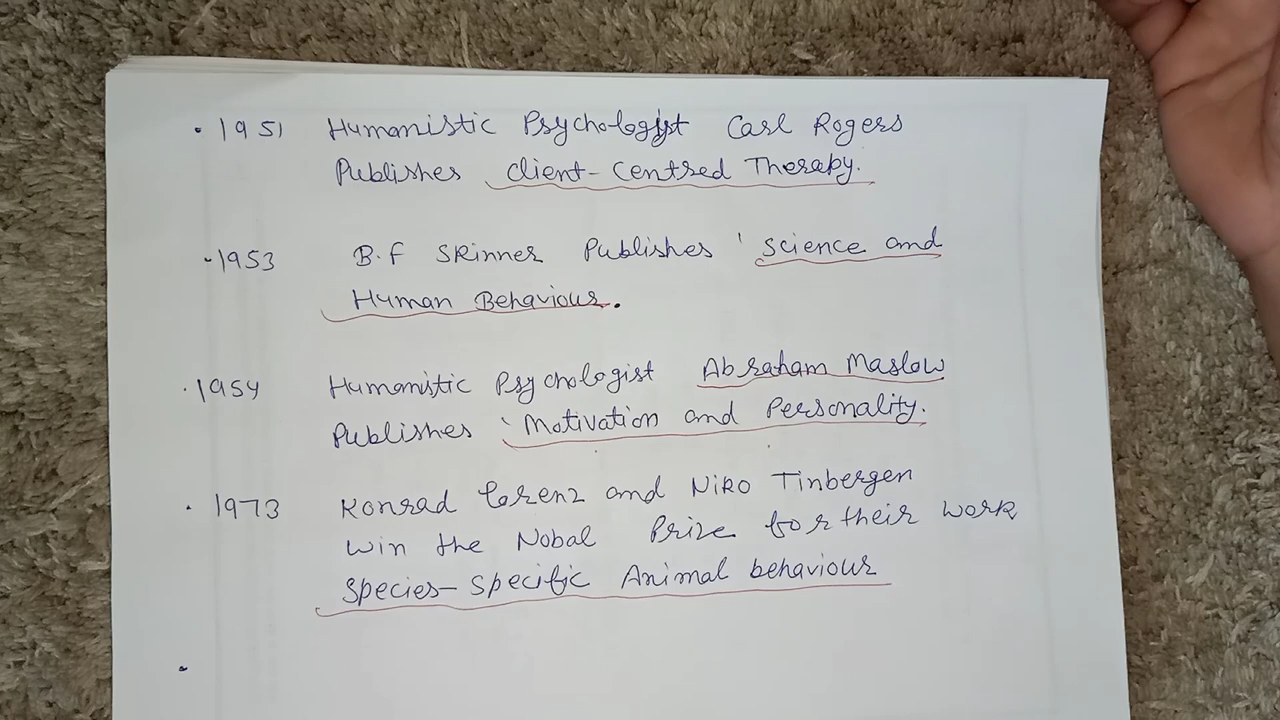 • 1951 Humanistic Psychologist Carl Rogers
Publishes Client-Centred Therapy.
- 1953 B.F Skinner Publishes ' Science and
Human Behaviour.
• 1954 Humanistic Psychologist Abraham Maslow
Publishes ' Motivation and Personality.
• 1973 Konrad Lorenz and Niko Tinbergen
win the Nobal Prize for their work
Species-Specific Animal behaviour